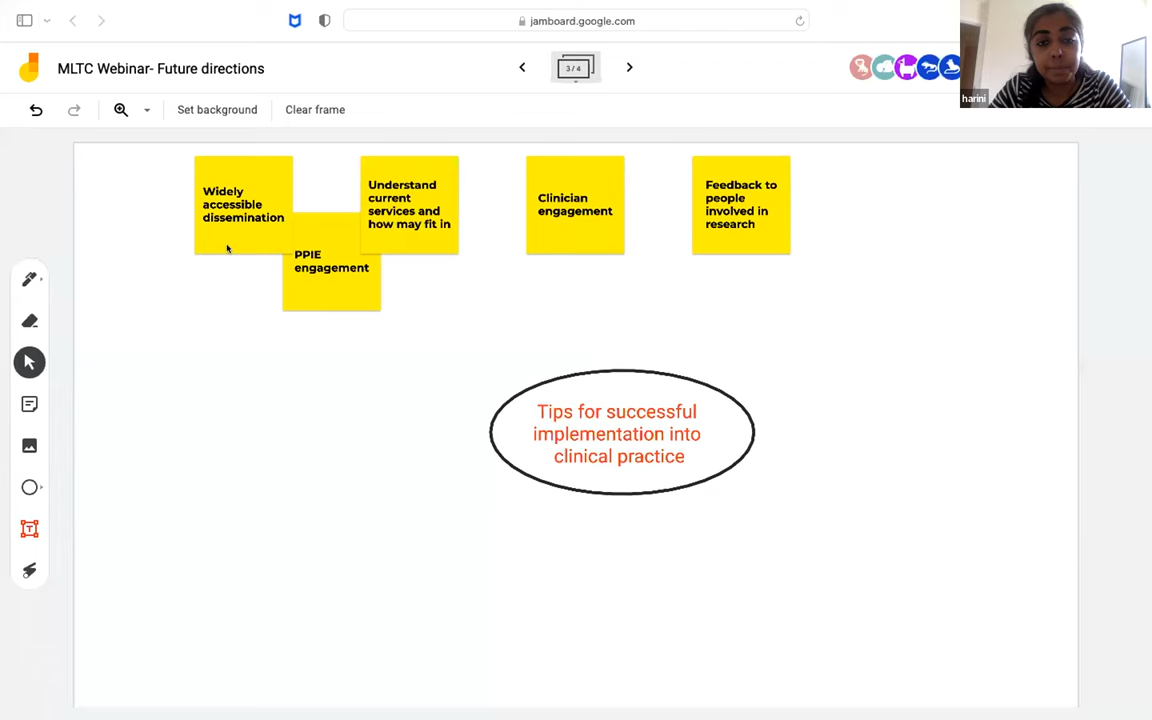 jamboard.google.com
MLTC Webinar- Future directions
3 / 4
harini
Set background
Clear frame
Widely
accessible
dissemination
PPIE
engagement
Understand
current
services and
how may fit in
Clinician
engagement
Feedback to
people
involved in
research
Tips for successful
implementation into
clinical practice
T